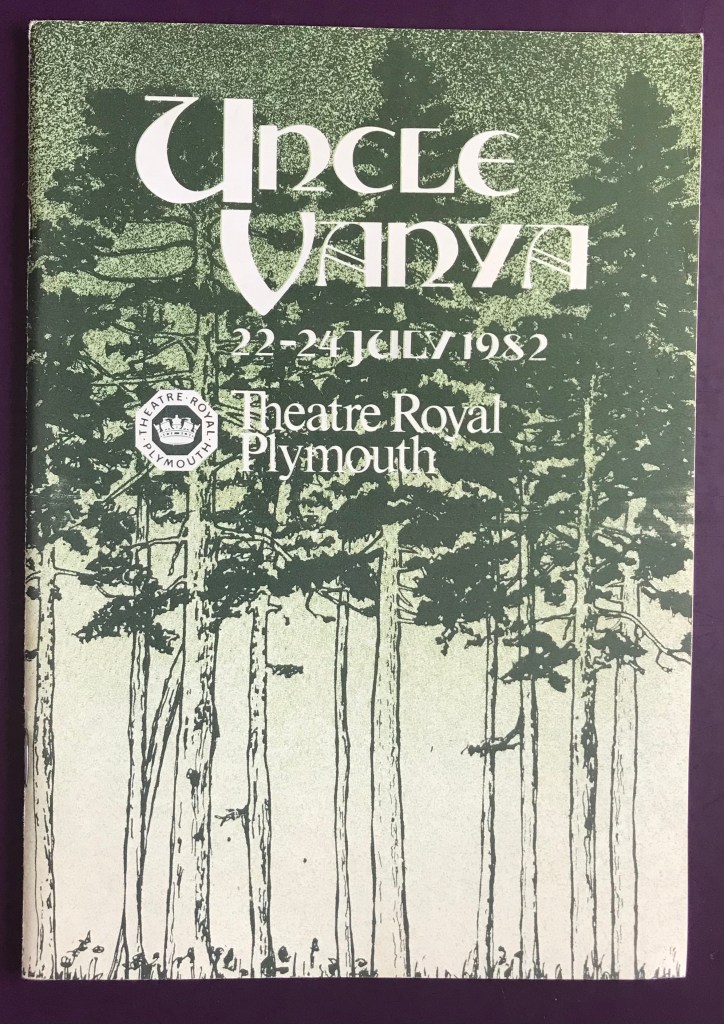 UNCLE
VANYA
22-24 JULY 1982
THEATRE·ROYAL·
PLYMOUTH
Theatre Royal
Plymouth